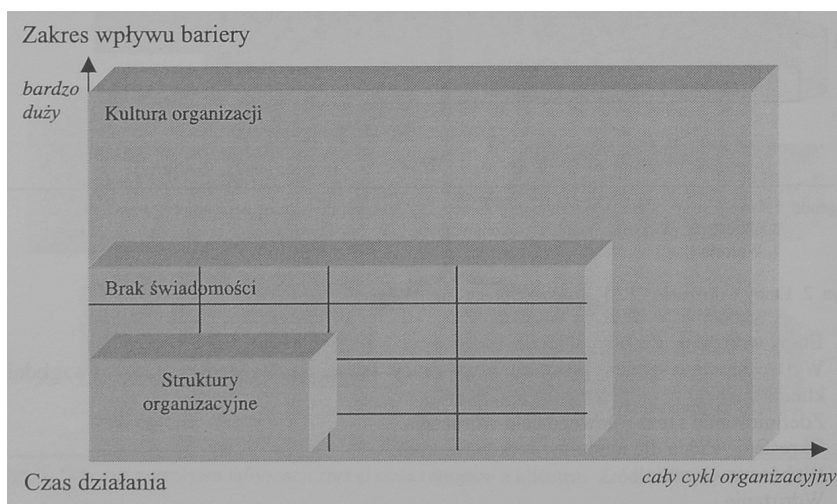 Zakres wpływu bariery
bardzo
duży
Kultura organizacji
Brak świadomości
Struktury
organizacyjne
cały cykl organizacyjny
Czas działania